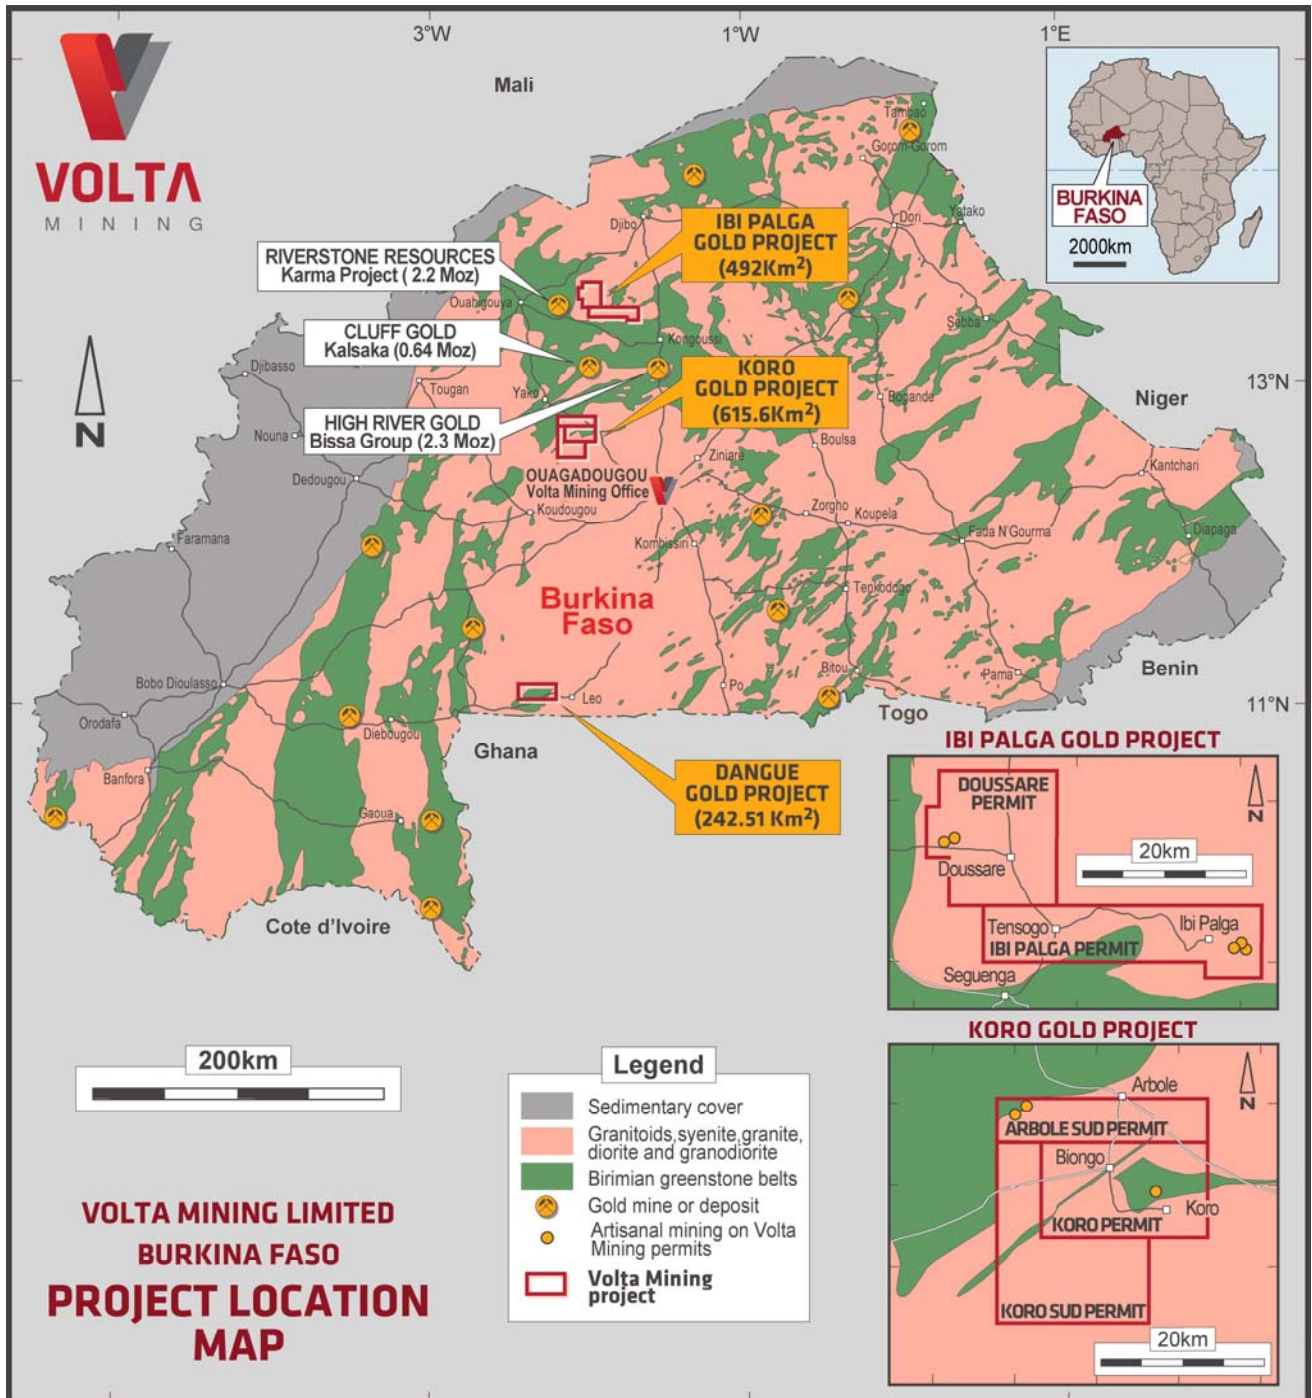 3°W
1°W
1°E
VOLTA
MINING
Mali
BURKINA
FASO
2000km
Tambao
Gorom-Gorom
Djibo
Dori
Yatako
IBI PALGA
GOLD PROJECT
(492Km²)
RIVERSTONE RESOURCES
Karma Project ( 2.2 Moz)
Ouahigouya
CLUFF GOLD
Kalsaka (0.64 Moz)
Kongoussi
Sebba
Djibasso
Tougan
Yako
KORO
GOLD PROJECT
(615.6Km²)
Bogande
13°N
Niger
N
HIGH RIVER GOLD
Bissa Group (2.3 Moz)
Nouna
Boulsa
Ziniare
Kantchari
Dedougou
OUAGADOUGOU
Volta Mining Office
Koudougou
Zorgho
Koupela
Fada N'Gourma
Diapaga
Faramana
Kombissiri
Burkina
Faso
Tenkodogo
Bobo Dioulasso
Leo
Po
Bitou
Pama
Benin
Orodafa
Diebougou
Ghana
Togo
11°N
Banfora
Gaoua
DANGUE
GOLD PROJECT
(242.51 Km²)
Cote d'Ivoire
IBI PALGA GOLD PROJECT
DOUSSARE
PERMIT
N
20km
Doussare
Tensogo
Ibi Palga
IBI PALGA PERMIT
Seguenga
KORO GOLD PROJECT
Arbole
N
ARBOLE SUD PERMIT
Biongo
Koro
KORO PERMIT
KORO SUD PERMIT
20km
200km
Legend
Sedimentary cover
Granitoids,syenite,granite,
diorite and granodiorite
Birimian greenstone belts
Gold mine or deposit
Artisanal mining on Volta
Mining permits
Volta Mining
project
VOLTA MINING LIMITED
BURKINA FASO
PROJECT LOCATION
MAP